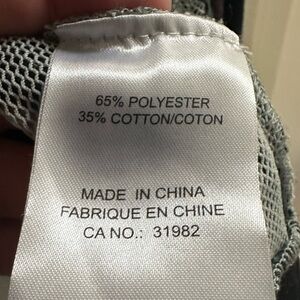 65% POLYESTER
35% COTTON/COTON
MADE IN CHINA
FABRIQUE EN CHINE
CA NO.: 31982